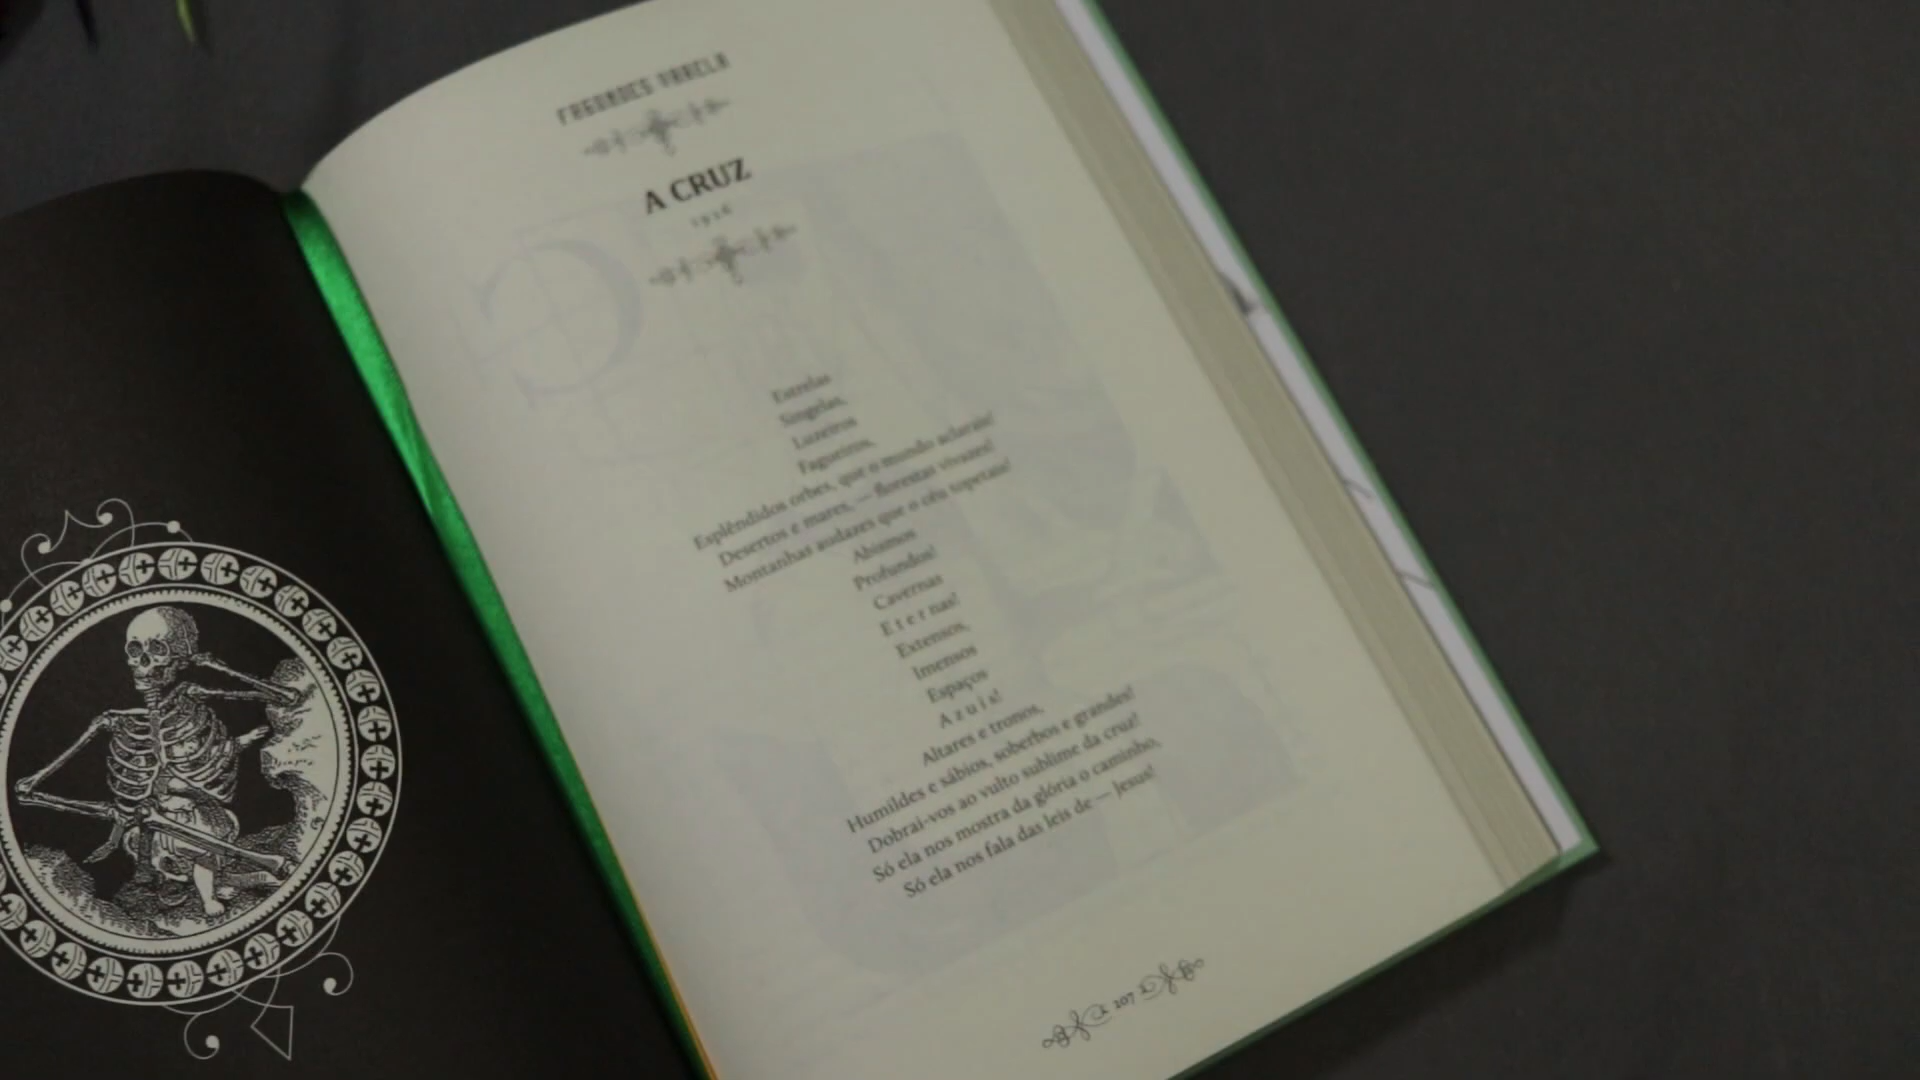 FAGUNDES VARELA
A CRUZ
Estrelas
Singelas,
Luzeiros
Fagueiros,
Esplêndidos orbes, que o mundo aclarais!
Desertos e mares, — florestas vivazes!
Montanhas audazes que o céu topetais!
Abismos
Profundos!
Cavernas
E t e r nas!
Extensos,
Imensos
Espaços
A z u i s!
Altares e tronos,
Humildes e sábios, soberbos e grandes!
Dobrai-vos ao vulto sublime da cruz!
Só ela nos mostra da glória o caminho,
Só ela nos fala das leis de — Jesus!
207